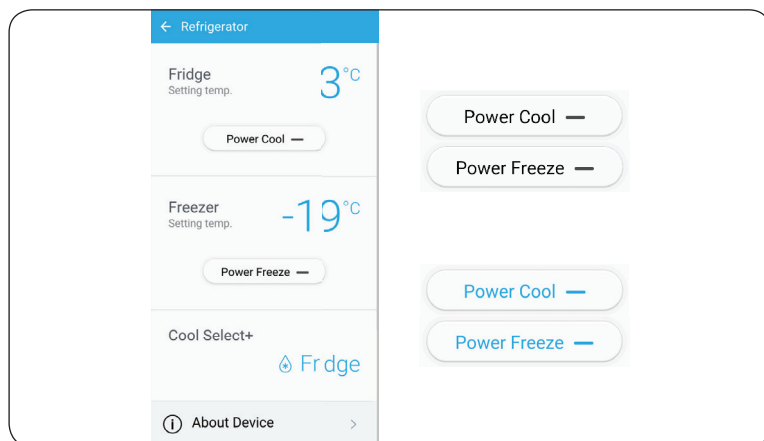 ← Refrigerator
Fridge
Setting temp.
3°C
Power Cool —
Freezer
Setting temp.
-19°C
Power Freeze —
Cool Select+
Fr dge
i About Device >
Power Cool —
Power Freeze —
Power Cool —
Power Freeze —